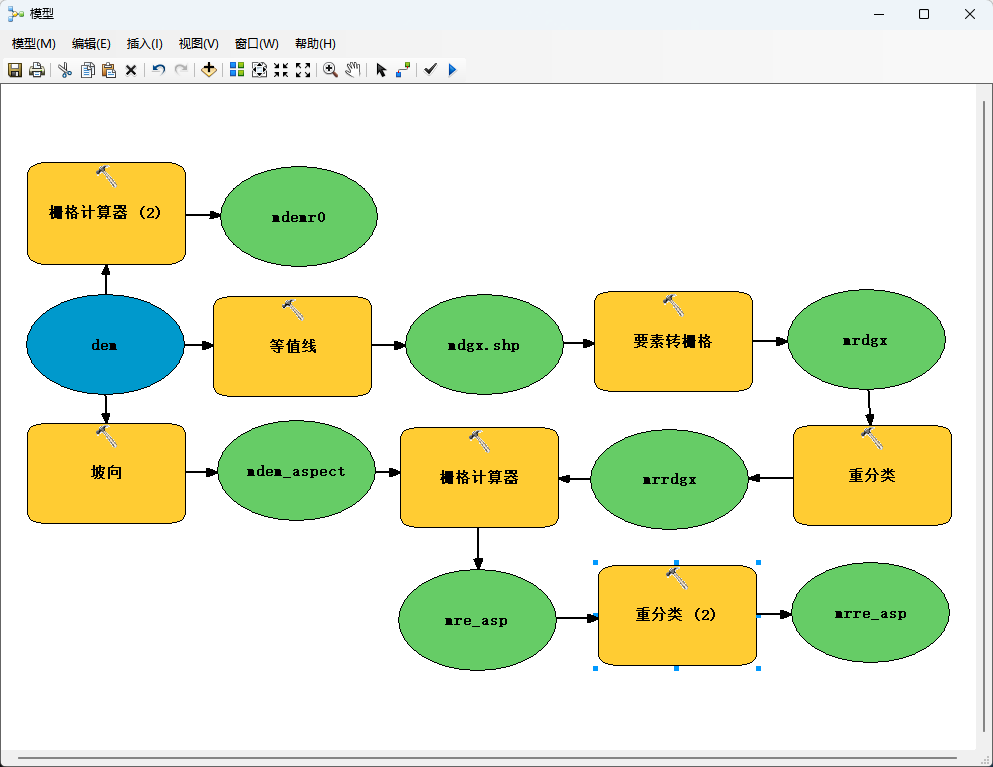 模型
模型(M) 编辑(E) 插入(I) 视图(V) 窗口(W) 帮助(H)
栅格计算器 (2)
mdemr0
dem
等值线
mdgx.shp
要素转栅格
mrdgx
坡向
mdem_aspect
栅格计算器
mrrdgx
重分类
mre_asp
重分类 (2)
mrre_asp